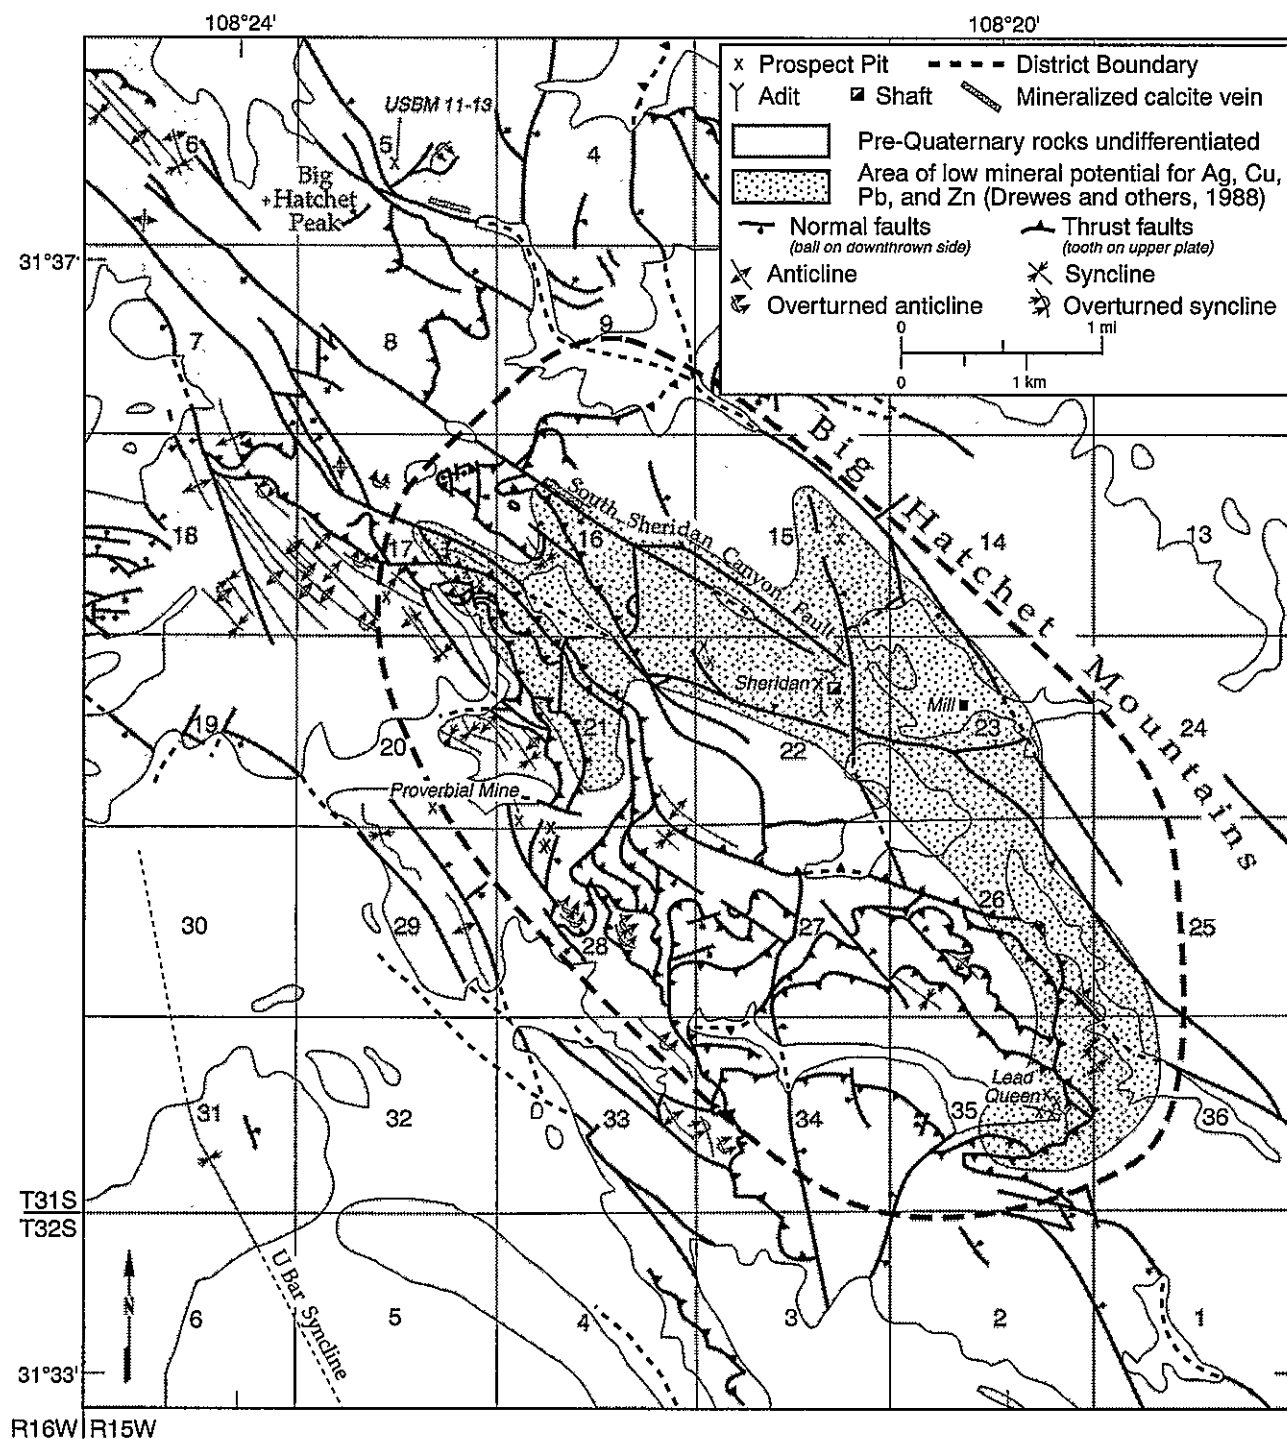 108°24'
108°20'
x Prospect Pit
District Boundary
Adit
Shaft
Mineralized calcite vein
Pre-Quaternary rocks undifferentiated
Area of low mineral potential for Ag, Cu,
Pb, and Zn (Drewes and others, 1988)
Normal faults
(ball on downthrown side)
Thrust faults
(tooth on upper plate)
Anticline
Syncline
Overturned anticline
Overturned syncline
0
1 mi
0
1 km
USBM 11-13
6
5
4
Big
Hatchet
Peak
31°37'
7
8
9
Big Hatchet Mountains
South Sheridan Canyon Fault
18
17
16
15
14
13
Sheridan
Mill
19
20
21
22
23
24
Proverbial Mine
30
29
28
27
26
25
Lead
Queen
31
32
33
34
35
36
T31S
T32S
N
U Bar Syncline
6
5
4
3
2
1
31°33'
R16W
R15W